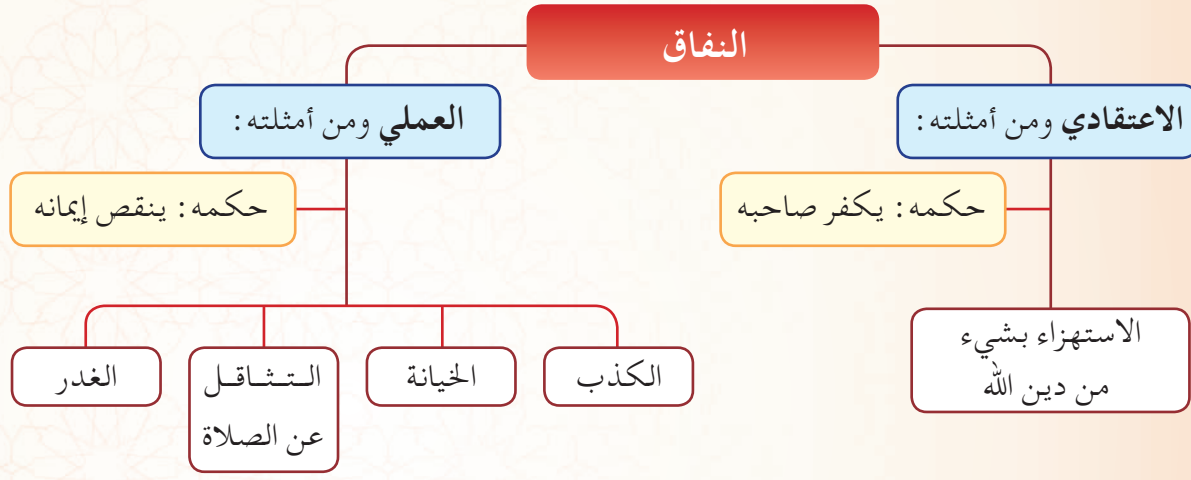 النفاق
الاعتقادي ومن أمثلته :
حكمه : يكفر صاحبه
الاستهزاء بشيء
من دين الله
العملي ومن أمثلته :
حكمه : ينقص إيمانه
الكذب
الخيانة
التثاقل
عن الصلاة
الغدر